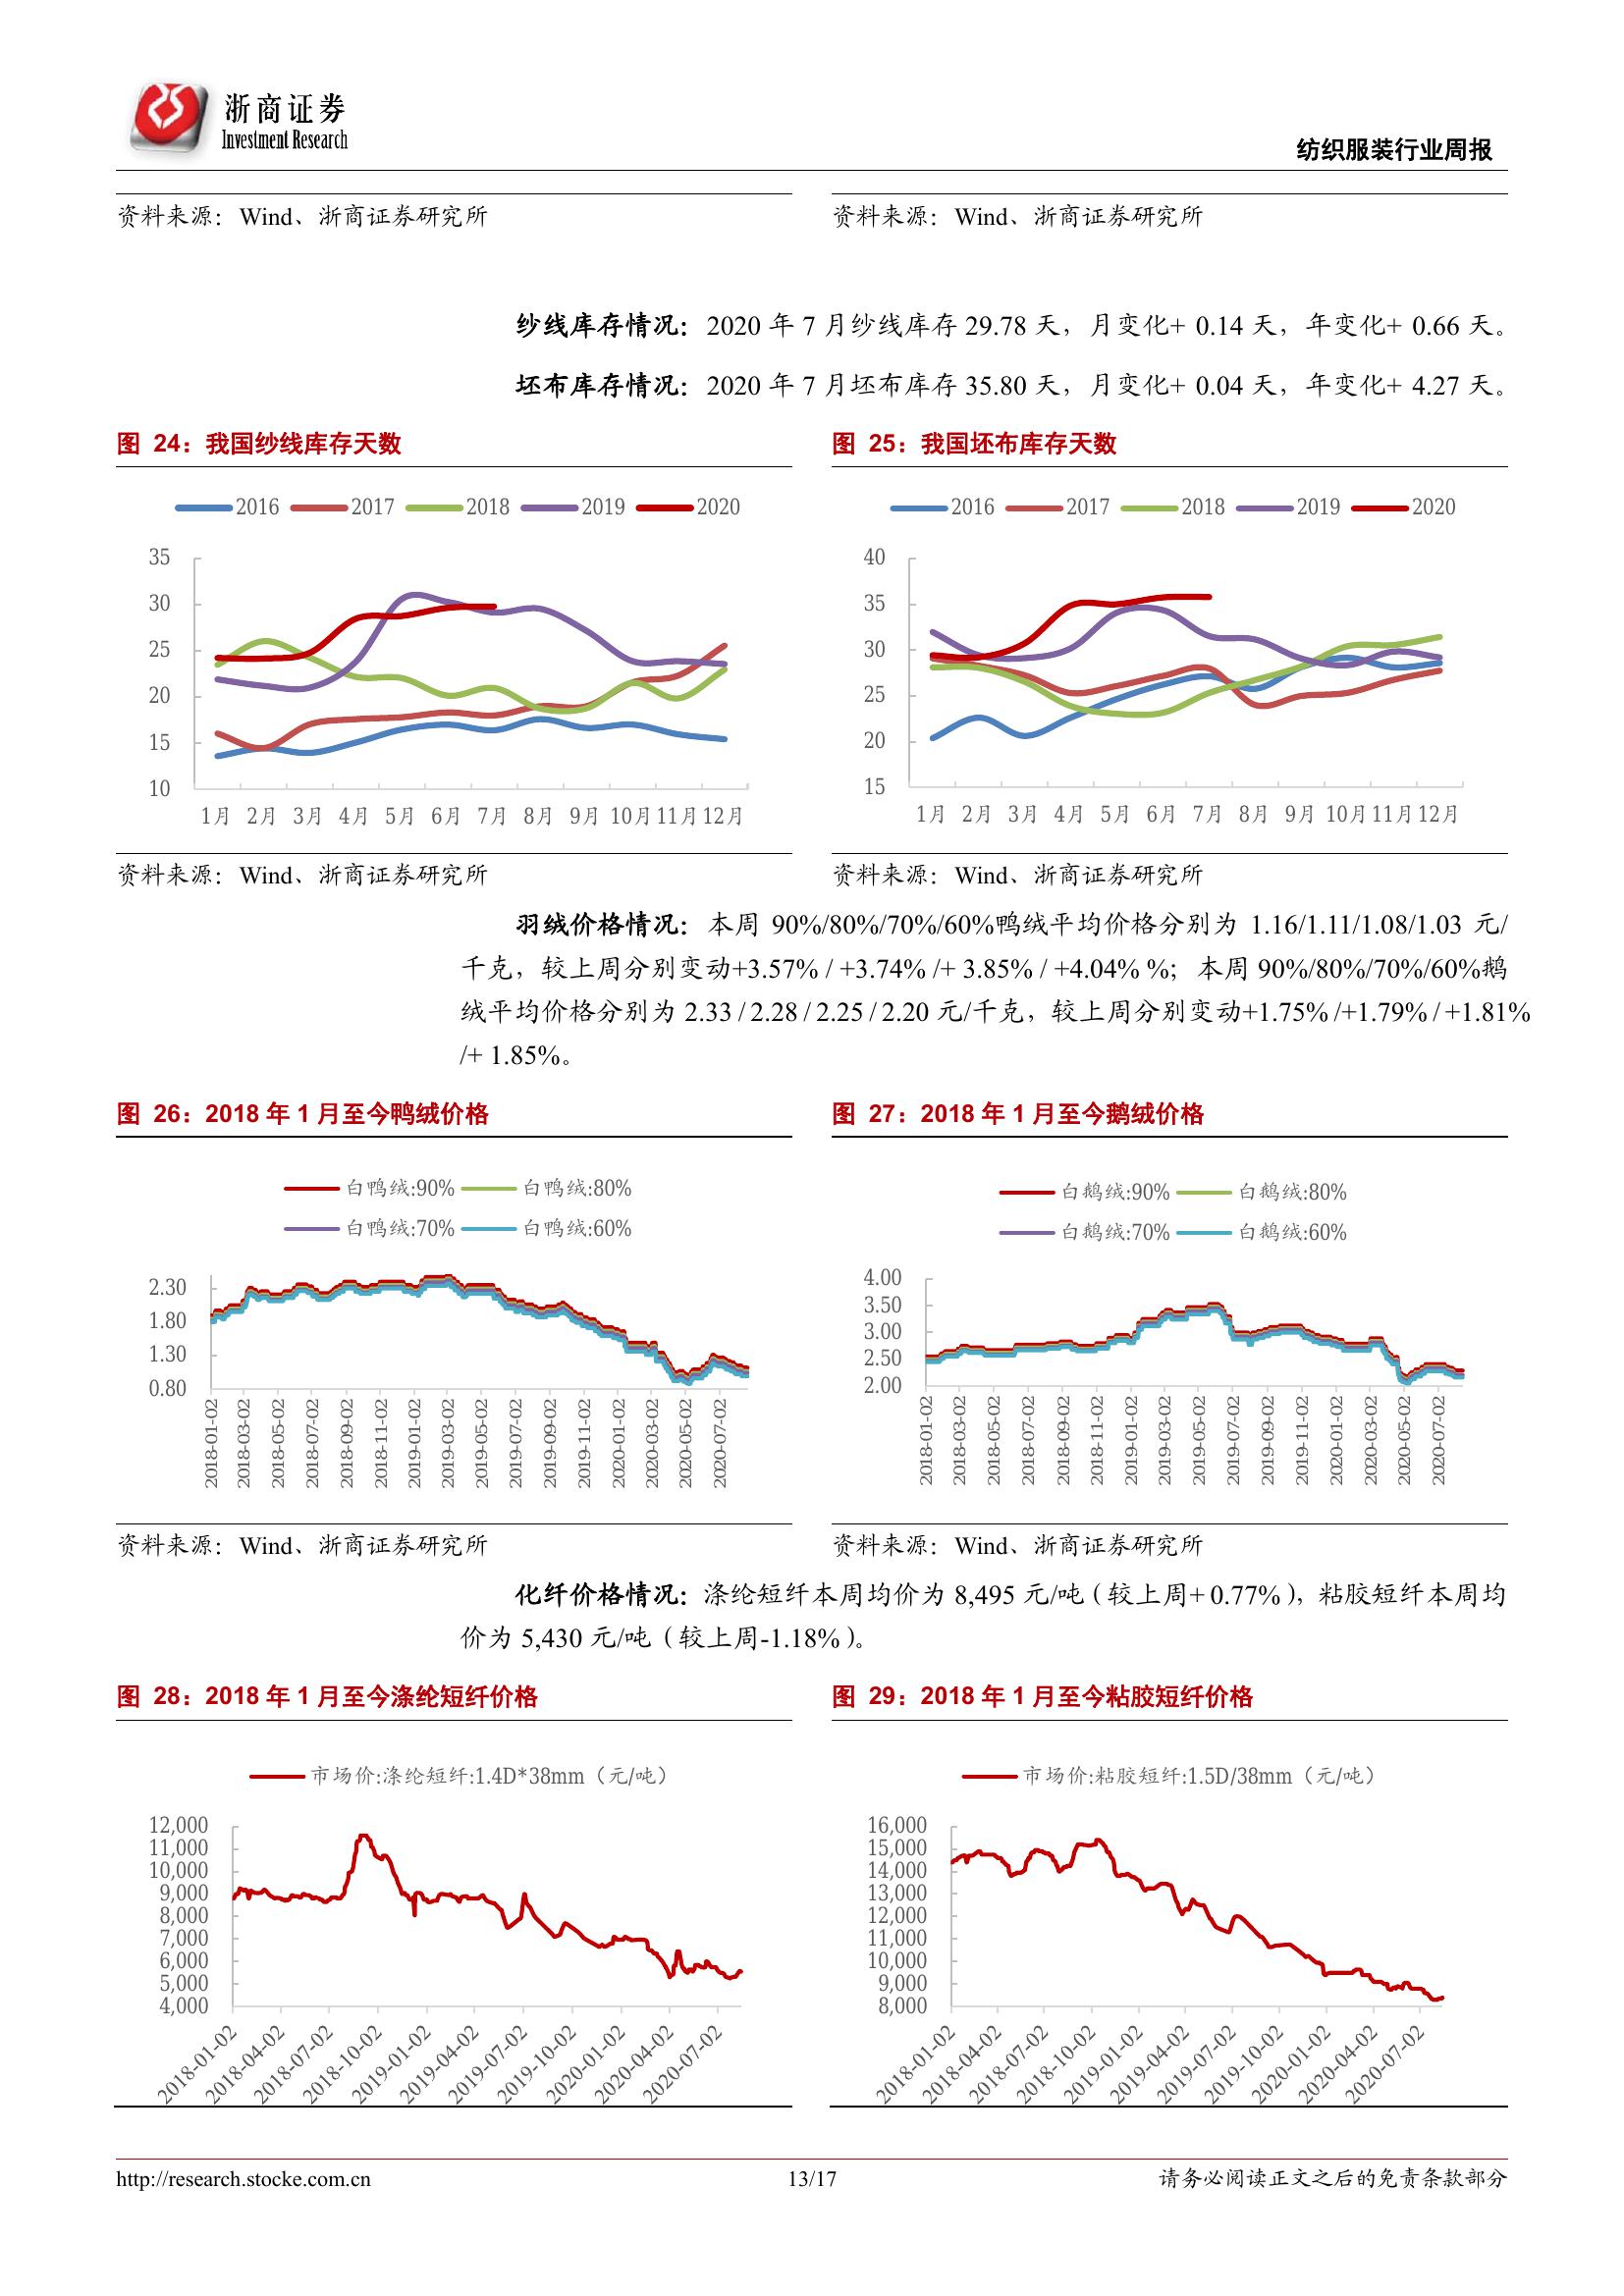 浙商证券
Investment Research
纺织服装行业周报
资料来源：Wind、浙商证券研究所
资料来源：Wind、浙商证券研究所
纱线库存情况：2020 年 7 月纱线库存 29.78 天，月变化+ 0.14 天，年变化+ 0.66 天。
坯布库存情况：2020 年 7 月坯布库存 35.80 天，月变化+ 0.04 天，年变化+ 4.27 天。
图 24：我国纱线库存天数
2016 2017 2018 2019 2020
35
30
25
20
15
10
1月 2月 3月 4月 5月 6月 7月 8月 9月 10月 11月 12月
资料来源：Wind、浙商证券研究所
图 25：我国坯布库存天数
2016 2017 2018 2019 2020
40
35
30
25
20
15
1月 2月 3月 4月 5月 6月 7月 8月 9月 10月 11月 12月
资料来源：Wind、浙商证券研究所
羽绒价格情况：本周 90%/80%/70%/60%鸭绒平均价格分别为 1.16/1.11/1.08/1.03 元/
千克，较上周分别变动+3.57% / +3.74% /+ 3.85% / +4.04% %；本周 90%/80%/70%/60%鹅
绒平均价格分别为 2.33 / 2.28 / 2.25 / 2.20 元/千克，较上周分别变动+1.75% /+1.79% / +1.81%
/+ 1.85%。
图 26：2018 年 1 月至今鸭绒价格
白鸭绒:90% 白鸭绒:80%
白鸭绒:70% 白鸭绒:60%
2.30
1.80
1.30
0.80
2018-01-02 2018-03-02 2018-05-02 2018-07-02 2018-09-02 2018-11-02 2019-01-02 2019-03-02 2019-05-02 2019-07-02 2019-09-02 2019-11-02 2020-01-02 2020-03-02 2020-05-02 2020-07-02
资料来源：Wind、浙商证券研究所
图 27：2018 年 1 月至今鹅绒价格
白鹅绒:90% 白鹅绒:80%
白鹅绒:70% 白鹅绒:60%
4.00
3.50
3.00
2.50
2.00
2018-01-02 2018-03-02 2018-05-02 2018-07-02 2018-09-02 2018-11-02 2019-01-02 2019-03-02 2019-05-02 2019-07-02 2019-09-02 2019-11-02 2020-01-02 2020-03-02 2020-05-02 2020-07-02
资料来源：Wind、浙商证券研究所
化纤价格情况：涤纶短纤本周均价为 8,495 元/吨（较上周+ 0.77%），粘胶短纤本周均
价为 5,430 元/吨（较上周-1.18%）。
图 28：2018 年 1 月至今涤纶短纤价格
市场价:涤纶短纤:1.4D*38mm（元/吨）
12,000
11,000
10,000
9,000
8,000
7,000
6,000
5,000
4,000
2018-01-02 2018-04-02 2018-07-02 2018-10-02 2019-01-02 2019-04-02 2019-07-02 2019-10-02 2020-01-02 2020-04-02 2020-07-02
图 29：2018 年 1 月至今粘胶短纤价格
市场价:粘胶短纤:1.5D/38mm（元/吨）
16,000
15,000
14,000
13,000
12,000
11,000
10,000
9,000
8,000
2018-01-02 2018-04-02 2018-07-02 2018-10-02 2019-01-02 2019-04-02 2019-07-02 2019-10-02 2020-01-02 2020-04-02 2020-07-02
http://research.stocke.com.cn
13/17
请务必阅读正文之后的免责条款部分